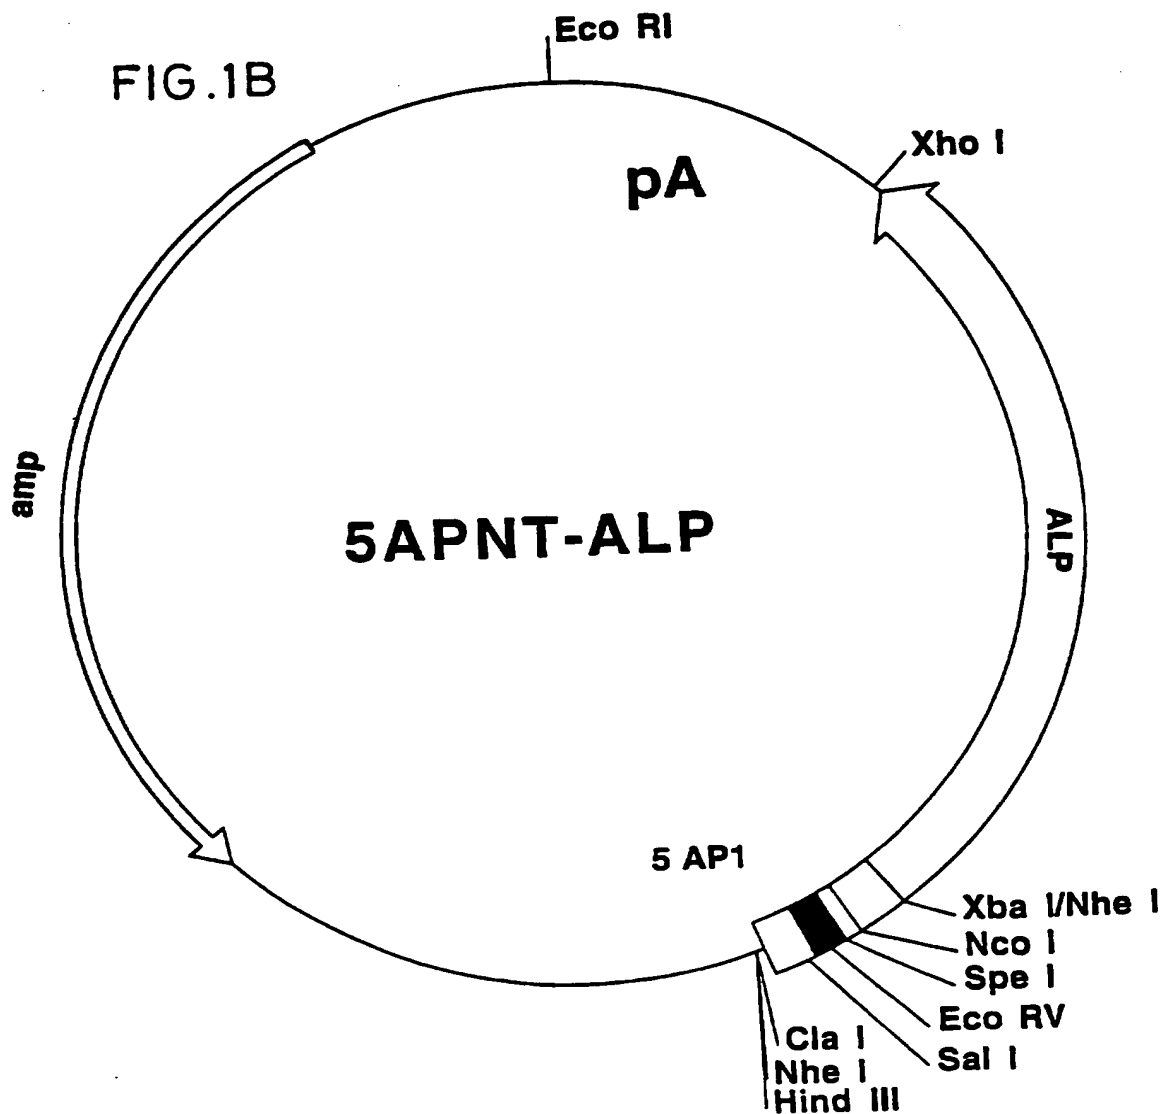 Eco RI
FIG.1B
Xho I
pA
amp
5APNT-ALP
ALP
5 AP1
Xba I/Nhe I
Nco I
Spe I
Eco RV
Sal I
Cla I
Nhe I
Hind III